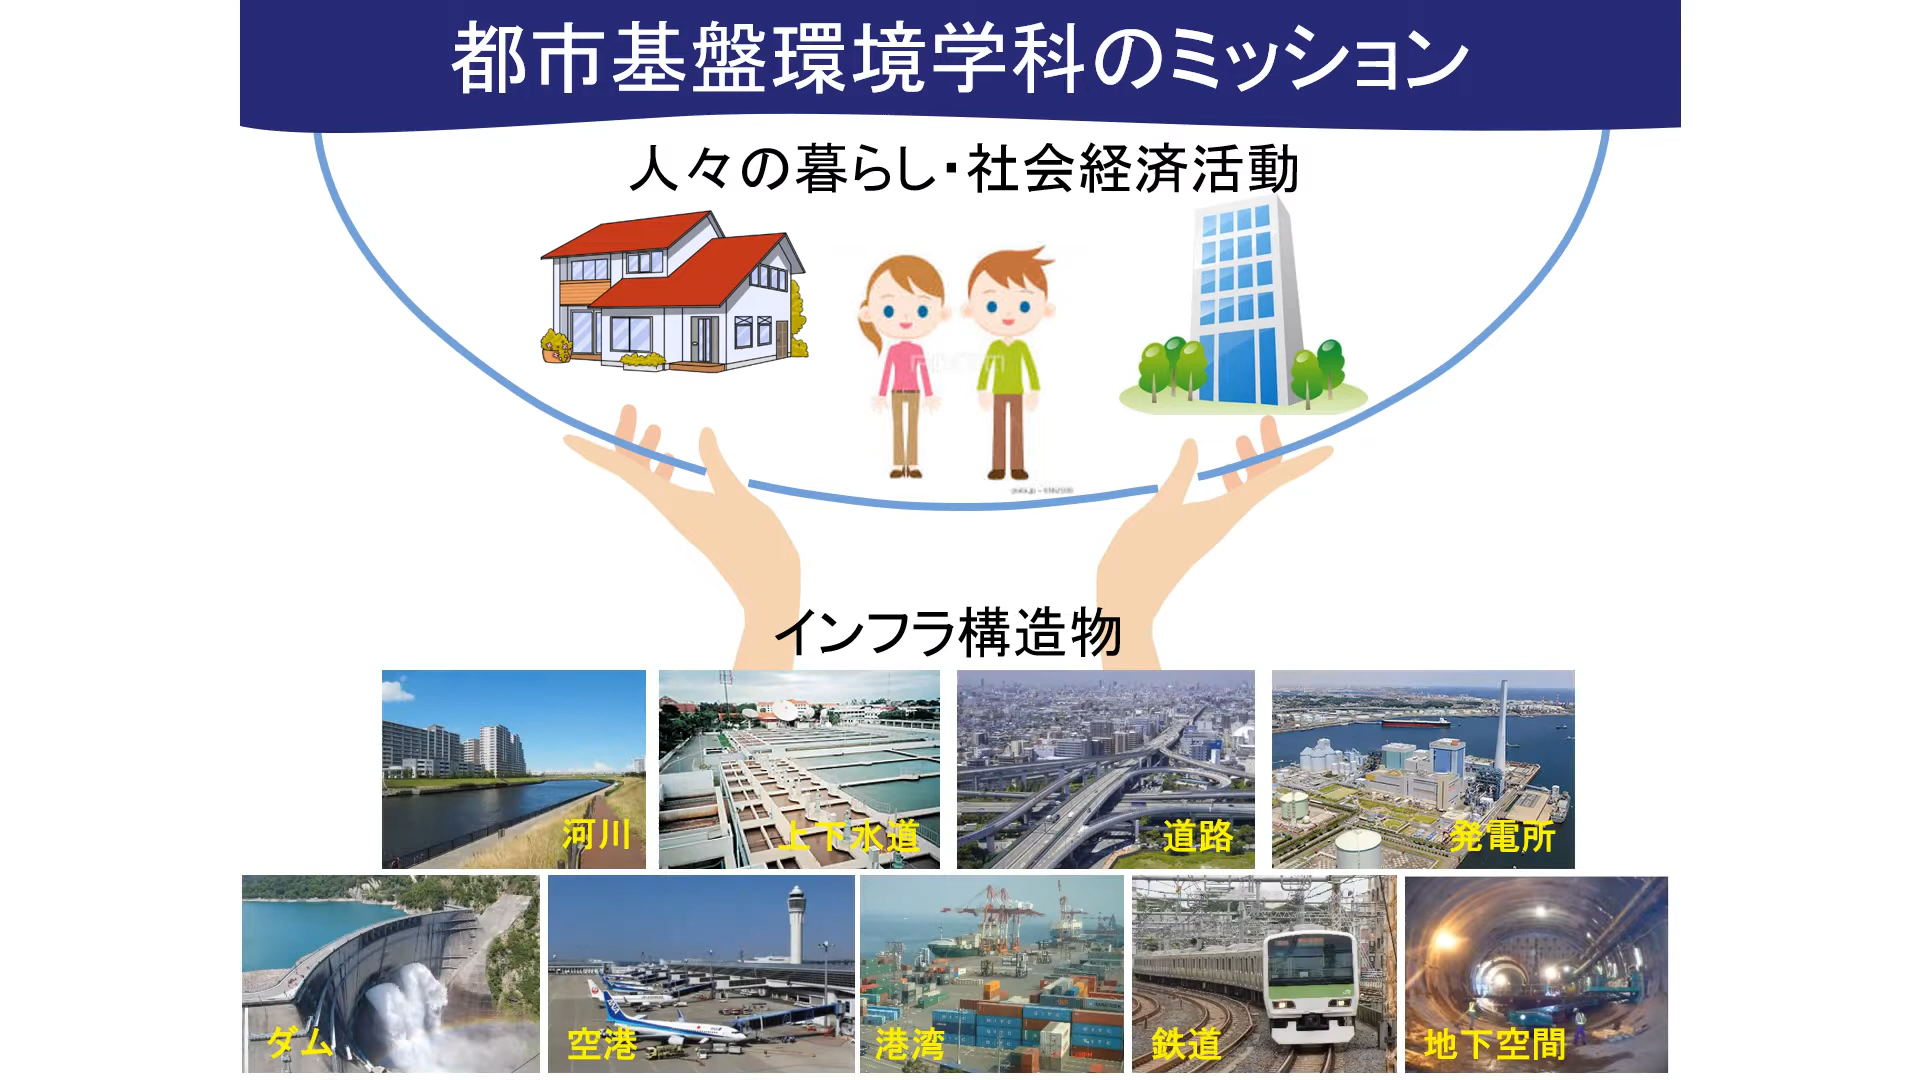 都市基盤環境学科のミッション
人々の暮らし・社会経済活動
インフラ構造物
河川
上下水道
道路
発電所
ダム
空港
港湾
鉄道
地下空間